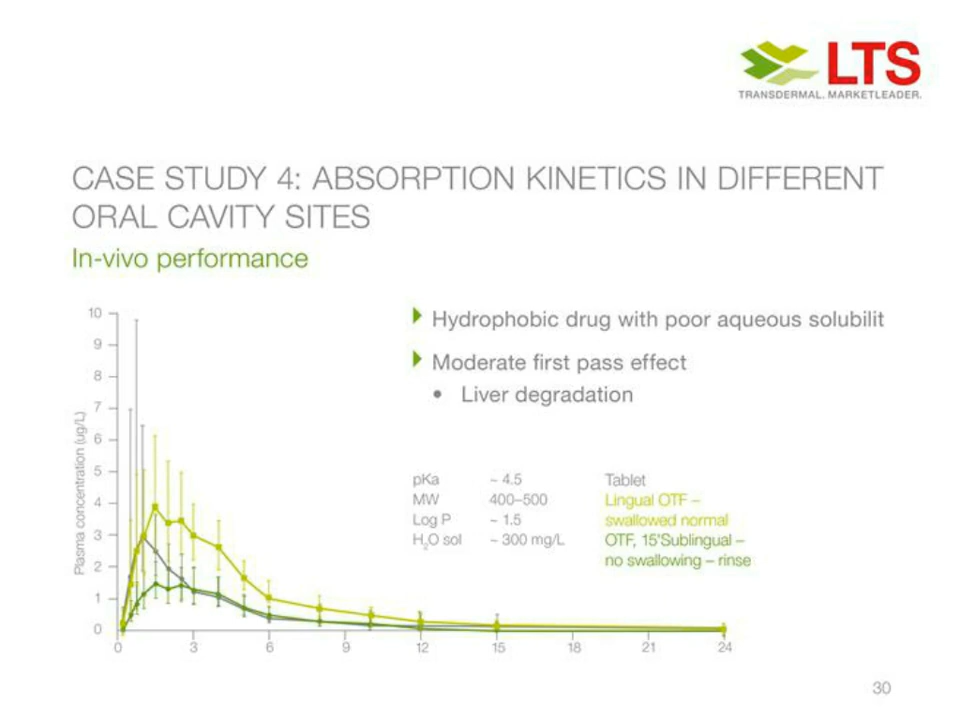 LTS
TRANSDERMAL. MARKETLEADER.
CASE STUDY 4: ABSORPTION KINETICS IN DIFFERENT
ORAL CAVITY SITES
In-vivo performance
Hydrophobic drug with poor aqueous solubilit
Moderate first pass effect
• Liver degradation
Plasma concentration (ug/L)
10
9
8
7
6
5
4
3
2
1
0
0 3 6 9 12 15 18 21 24
pKa ~ 4.5
MW 400–500
Log P ~ 1.5
H₂O sol ~ 300 mg/L
Tablet
Lingual OTF –
swallowed normal
OTF, 15'Sublingual –
no swallowing – rinse
30